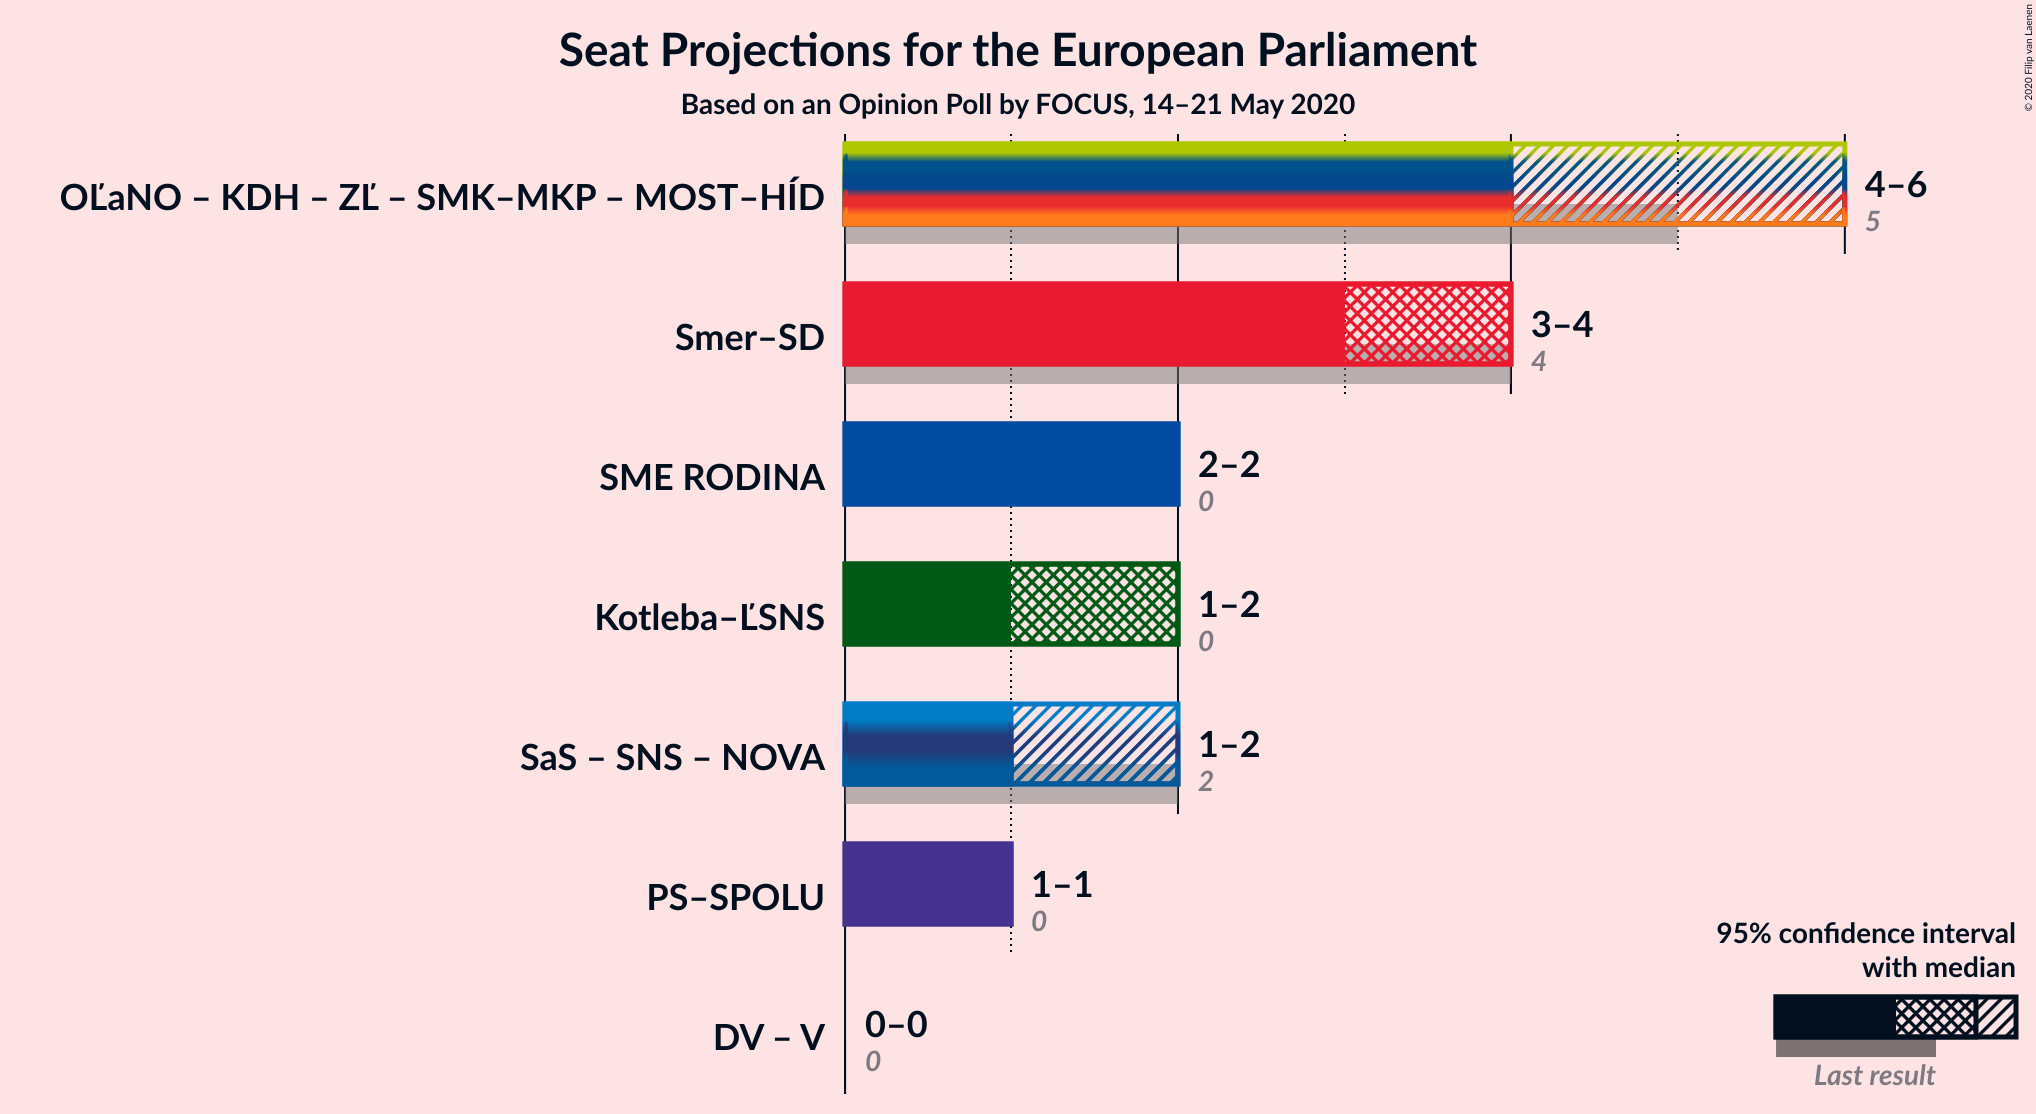 Seat Projections for the European Parliament
Based on an Opinion Poll by FOCUS, 14–21 May 2020
© 2020 Filip van Laenen
OĽaNO – KDH – ZĽ – SMK–MKP – MOST–HÍD
4–6
5
Smer–SD
3–4
4
SME RODINA
2–2
0
Kotleba–ĽSNS
1–2
0
SaS – SNS – NOVA
1–2
2
PS–SPOLU
1–1
0
DV – V
0–0
0
95% confidence interval
with median
Last result